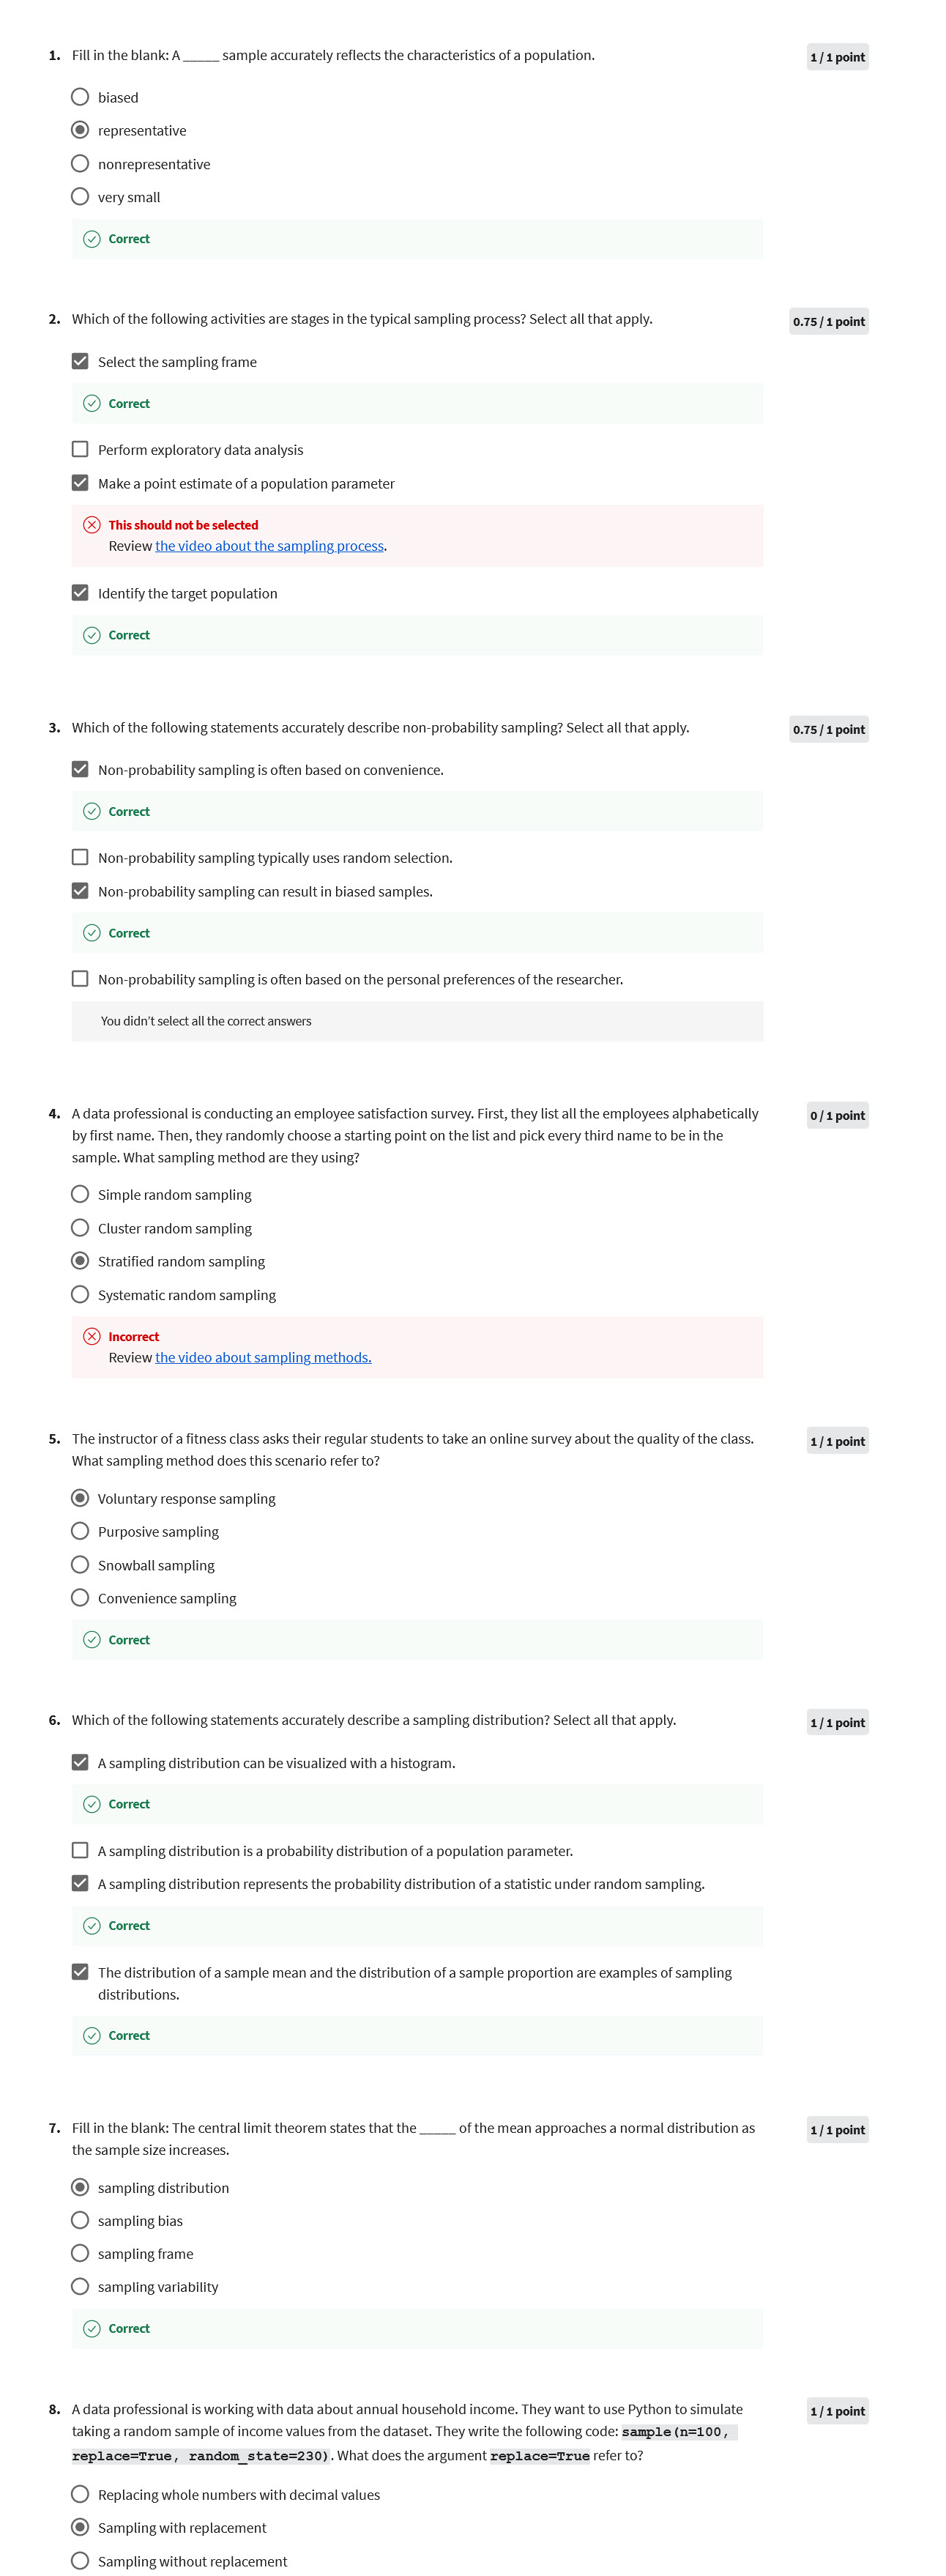 1. Fill in the blank: A _____ sample accurately reflects the characteristics of a population.
1 / 1 point
biased
representative
nonrepresentative
very small
Correct
2. Which of the following activities are stages in the typical sampling process? Select all that apply.
0.75 / 1 point
Select the sampling frame
Correct
Perform exploratory data analysis
Make a point estimate of a population parameter
This should not be selected
Review the video about the sampling process.
Identify the target population
Correct
3. Which of the following statements accurately describe non-probability sampling? Select all that apply.
0.75 / 1 point
Non-probability sampling is often based on convenience.
Correct
Non-probability sampling typically uses random selection.
Non-probability sampling can result in biased samples.
Correct
Non-probability sampling is often based on the personal preferences of the researcher.
You didn't select all the correct answers
4. A data professional is conducting an employee satisfaction survey. First, they list all the employees alphabetically
0 / 1 point
by first name. Then, they randomly choose a starting point on the list and pick every third name to be in the
sample. What sampling method are they using?
Simple random sampling
Cluster random sampling
Stratified random sampling
Systematic random sampling
Incorrect
Review the video about sampling methods.
5. The instructor of a fitness class asks their regular students to take an online survey about the quality of the class.
1 / 1 point
What sampling method does this scenario refer to?
Voluntary response sampling
Purposive sampling
Snowball sampling
Convenience sampling
Correct
6. Which of the following statements accurately describe a sampling distribution? Select all that apply.
1 / 1 point
A sampling distribution can be visualized with a histogram.
Correct
A sampling distribution is a probability distribution of a population parameter.
A sampling distribution represents the probability distribution of a statistic under random sampling.
Correct
The distribution of a sample mean and the distribution of a sample proportion are examples of sampling
distributions.
Correct
7. Fill in the blank: The central limit theorem states that the _____ of the mean approaches a normal distribution as
1 / 1 point
the sample size increases.
sampling distribution
sampling bias
sampling frame
sampling variability
Correct
8. A data professional is working with data about annual household income. They want to use Python to simulate
1 / 1 point
taking a random sample of income values from the dataset. They write the following code: sample(n=100,
replace=True, random_state=230). What does the argument replace=True refer to?
Replacing whole numbers with decimal values
Sampling with replacement
Sampling without replacement